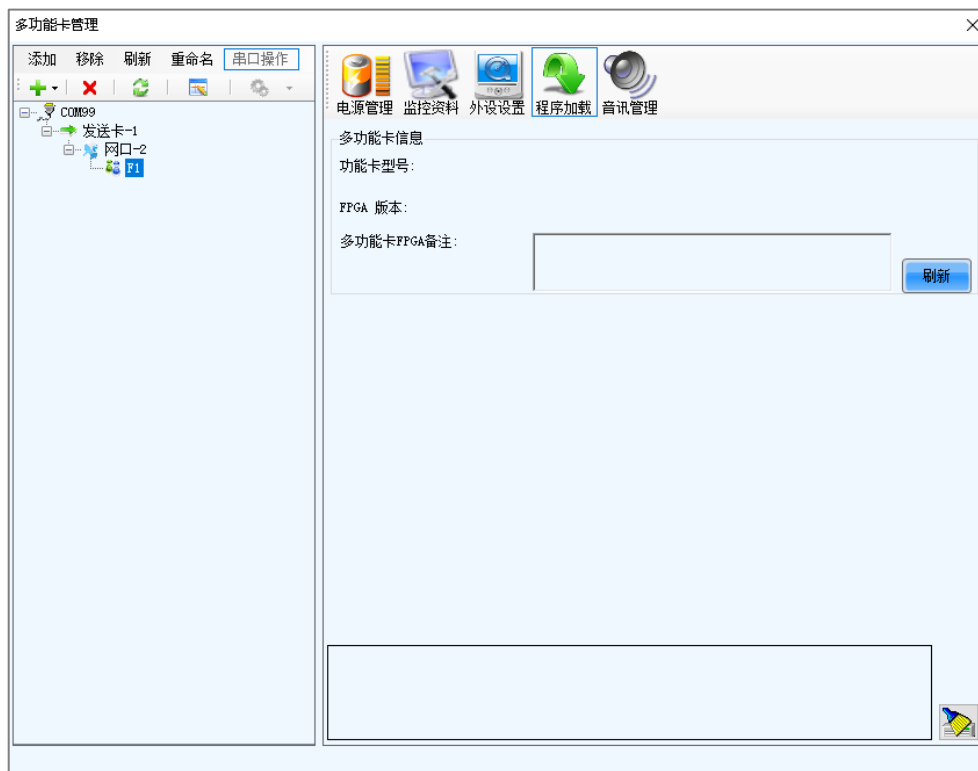 多功能卡管理
添加 移除 刷新 重命名 串口操作
COM99
发送卡-1
网口-2
F1
电源管理 监控资料 外设设置 程序加载 音讯管理
多功能卡信息
功能卡型号:
FPGA 版本:
多功能卡FPGA备注:
刷新